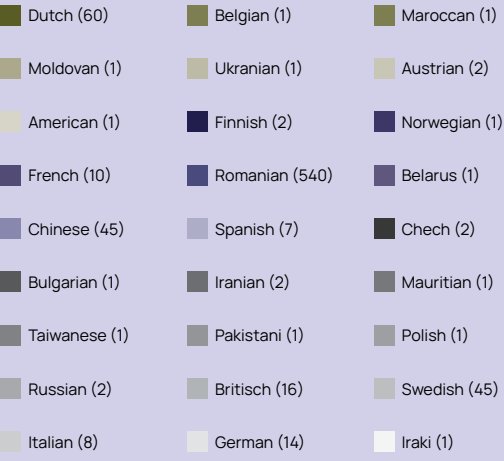 Dutch (60) Belgian (1) Maroccan (1)
Moldovan (1) Ukranian (1) Austrian (2)
American (1) Finnish (2) Norwegian (1)
French (10) Romanian (540) Belarus (1)
Chinese (45) Spanish (7) Chech (2)
Bulgarian (1) Iranian (2) Mauritian (1)
Taiwanese (1) Pakistani (1) Polish (1)
Russian (2) Britisch (16) Swedish (45)
Italian (8) German (14) Iraki (1)